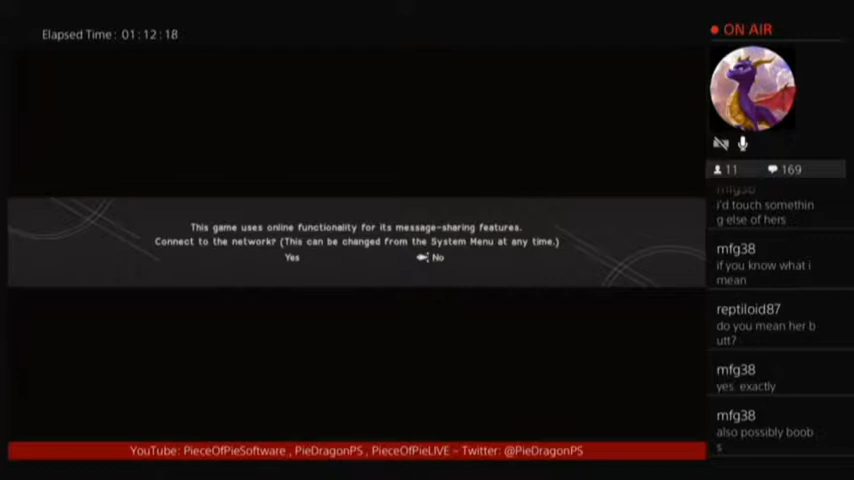 Elapsed Time: 01:12:18
ON AIR
11 169
mfg38
i'd touch somethin
g else of hers
mfg38
if you know what i
mean
This game uses online functionality for its message-sharing features.
Connect to the network? (This can be changed from the System Menu at any time.)
Yes No
reptiloid87
do you mean her b
utt?
mfg38
yes. exactly
mfg38
also possibly boob
s
YouTube: PieceOfPieSoftware , PieDragonPS , PieceOfPieLIVE - Twitter: @PieDragonPS